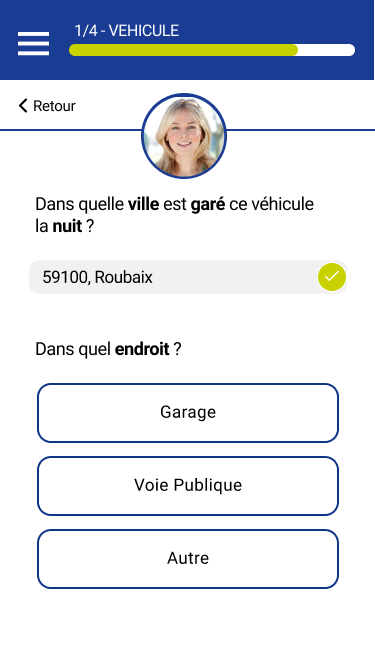 1/4 - VEHICULE
Retour
Dans quelle ville est garé ce véhicule
la nuit ?
59100, Roubaix
Dans quel endroit ?
Garage
Voie Publique
Autre